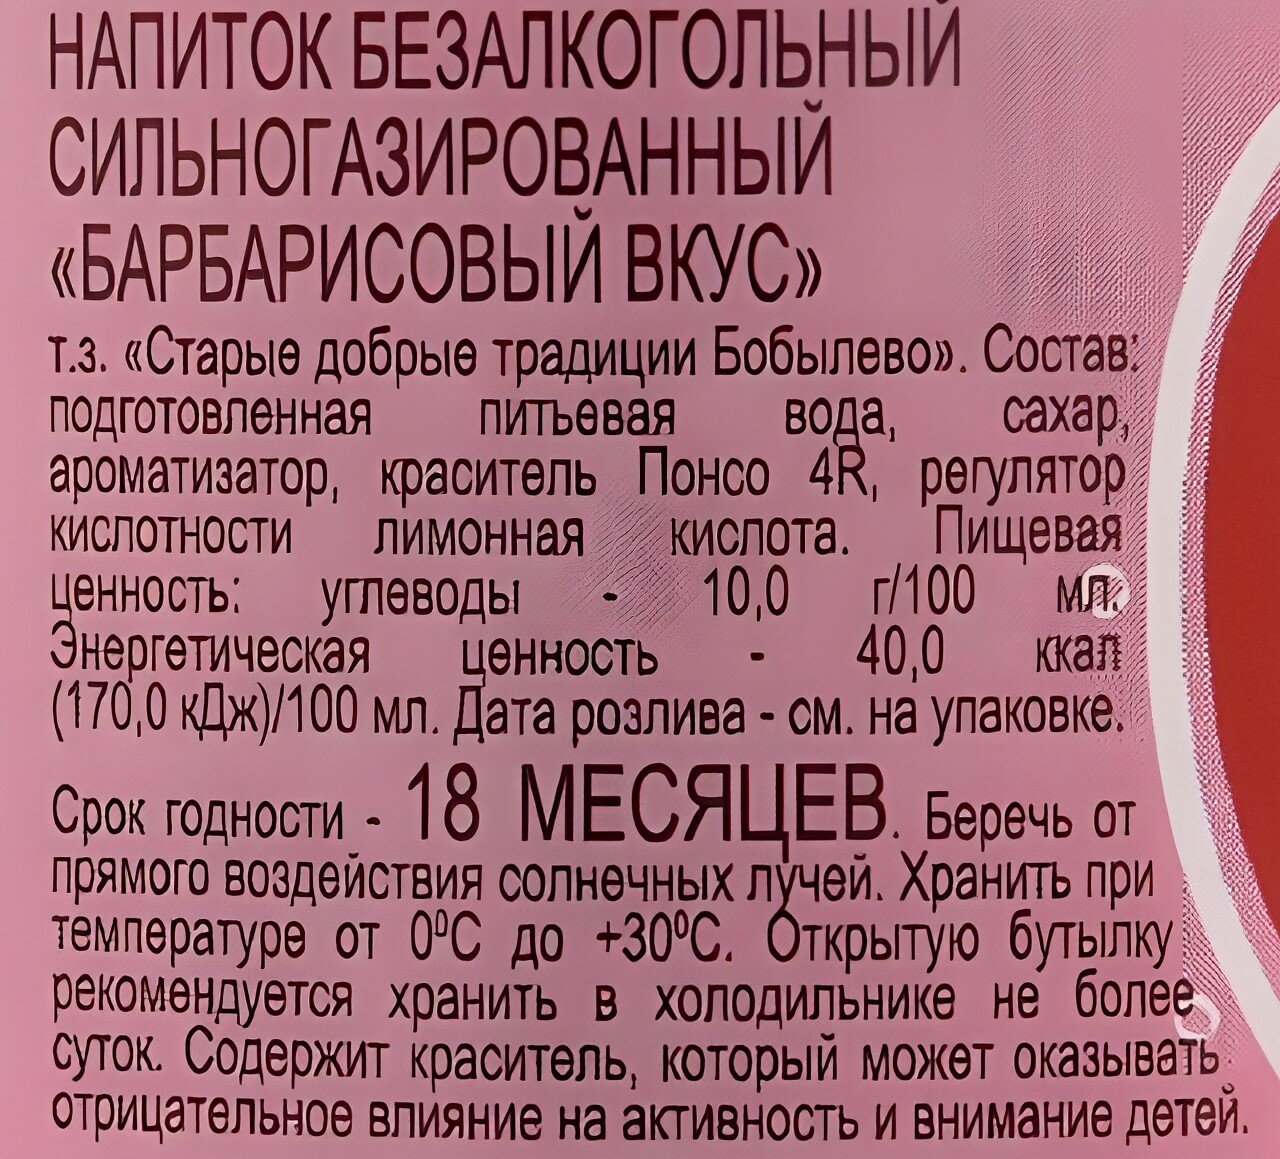 НАПИТОК БЕЗАЛКОГОЛЬНЫЙ
СИЛЬНОГАЗИРОВАННЫЙ
«БАРБАРИСОВЫЙ ВКУС»
т.з. «Старые добрые традиции Бобылево». Состав:
подготовленная питьевая вода, сахар,
ароматизатор, краситель Понсо 4R, регулятор
кислотности лимонная кислота. Пищевая
ценность: углеводы - 10,0 г/100 мл.
Энергетическая ценность - 40,0 ккал
(170,0 кДж)/100 мл. Дата розлива - см. на упаковке.
Срок годности - 18 МЕСЯЦЕВ. Беречь от
прямого воздействия солнечных лучей. Хранить при
температуре от 0⁰С до +30⁰С. Открытую бутылку
рекомендуется хранить в холодильнике не более
суток. Содержит краситель, который может оказывать
отрицательное влияние на активность и внимание детей.